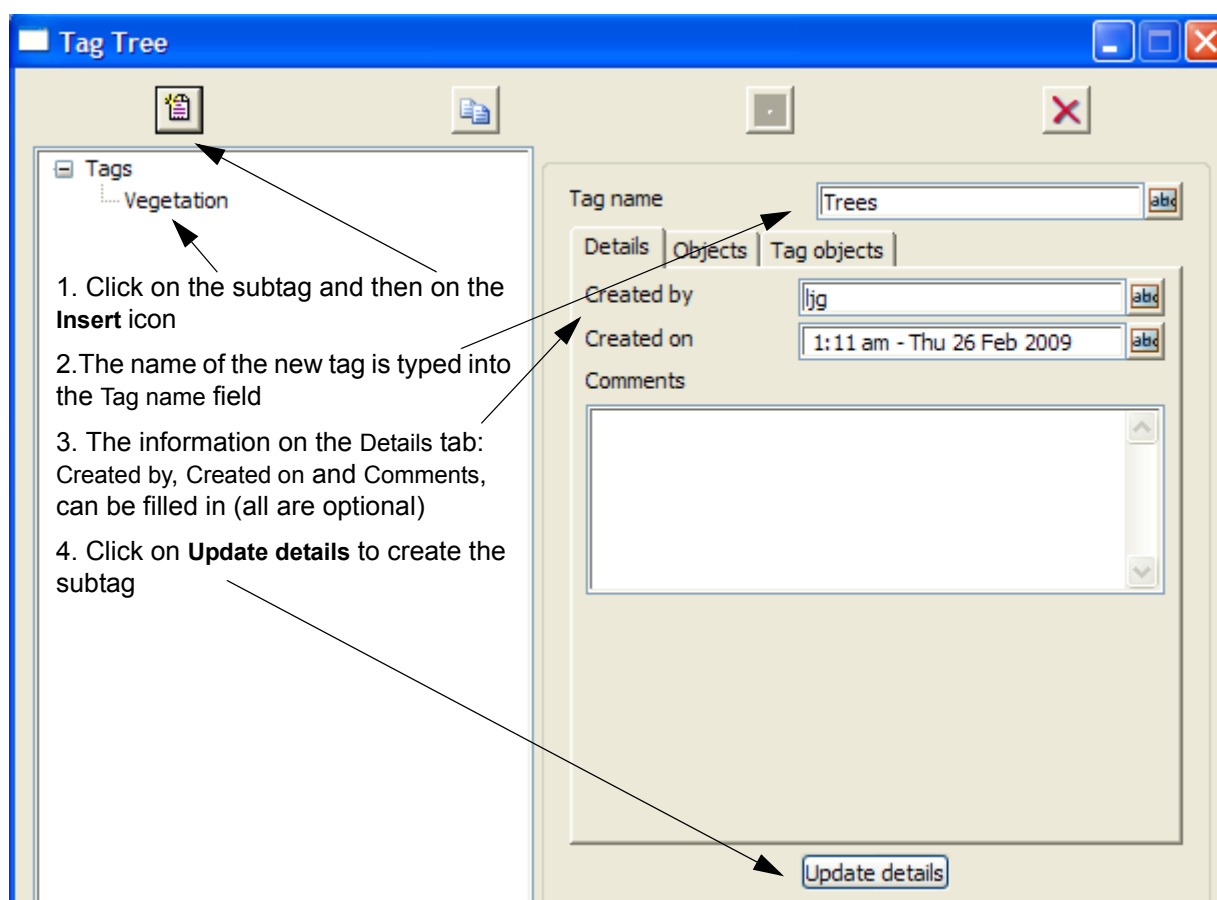 Tag Tree
Tags
Vegetation
1. Click on the subtag and then on the
Insert icon
2.The name of the new tag is typed into
the Tag name field
3. The information on the Details tab:
Created by, Created on and Comments,
can be filled in (all are optional)
4. Click on Update details to create the
subtag
Tag name
Trees
abc
Details
Objects
Tag objects
Created by
ljg
abc
Created on
1:11 am - Thu 26 Feb 2009
abc
Comments
Update details